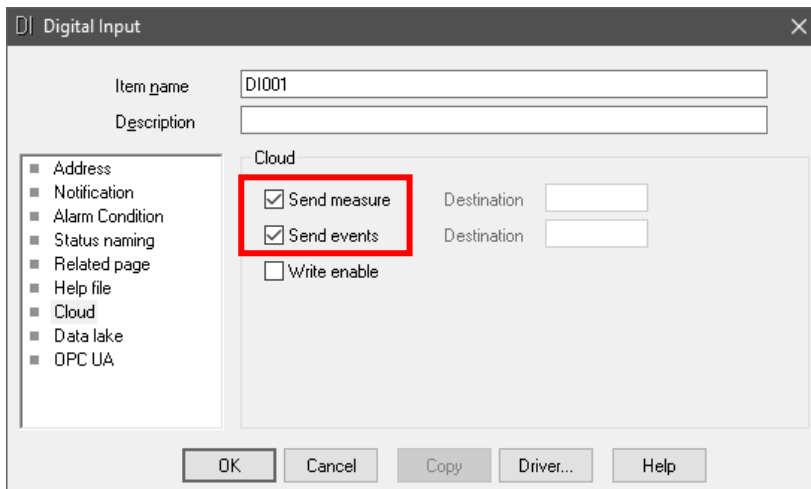 DI Digital Input
Item name DI001
Description
Address
Notification
Alarm Condition
Status naming
Related page
Help file
Cloud
Data lake
OPC UA
Cloud
Send measure Destination
Send events Destination
Write enable
OK Cancel Copy Driver... Help